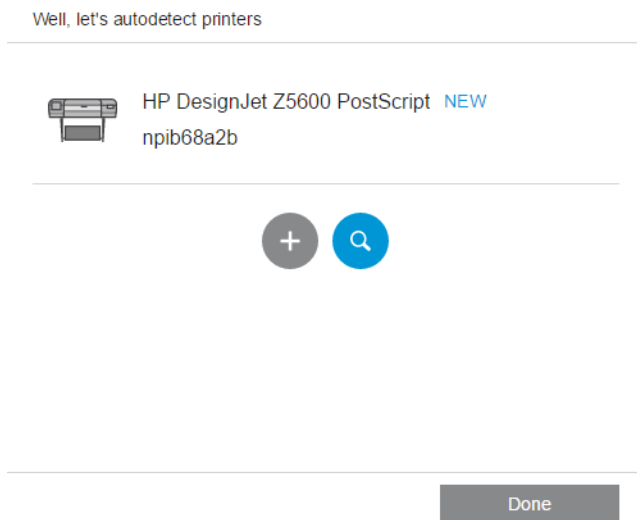 Well, let's autodetect printers
HP DesignJet Z5600 PostScript NEW
npib68a2b
Done